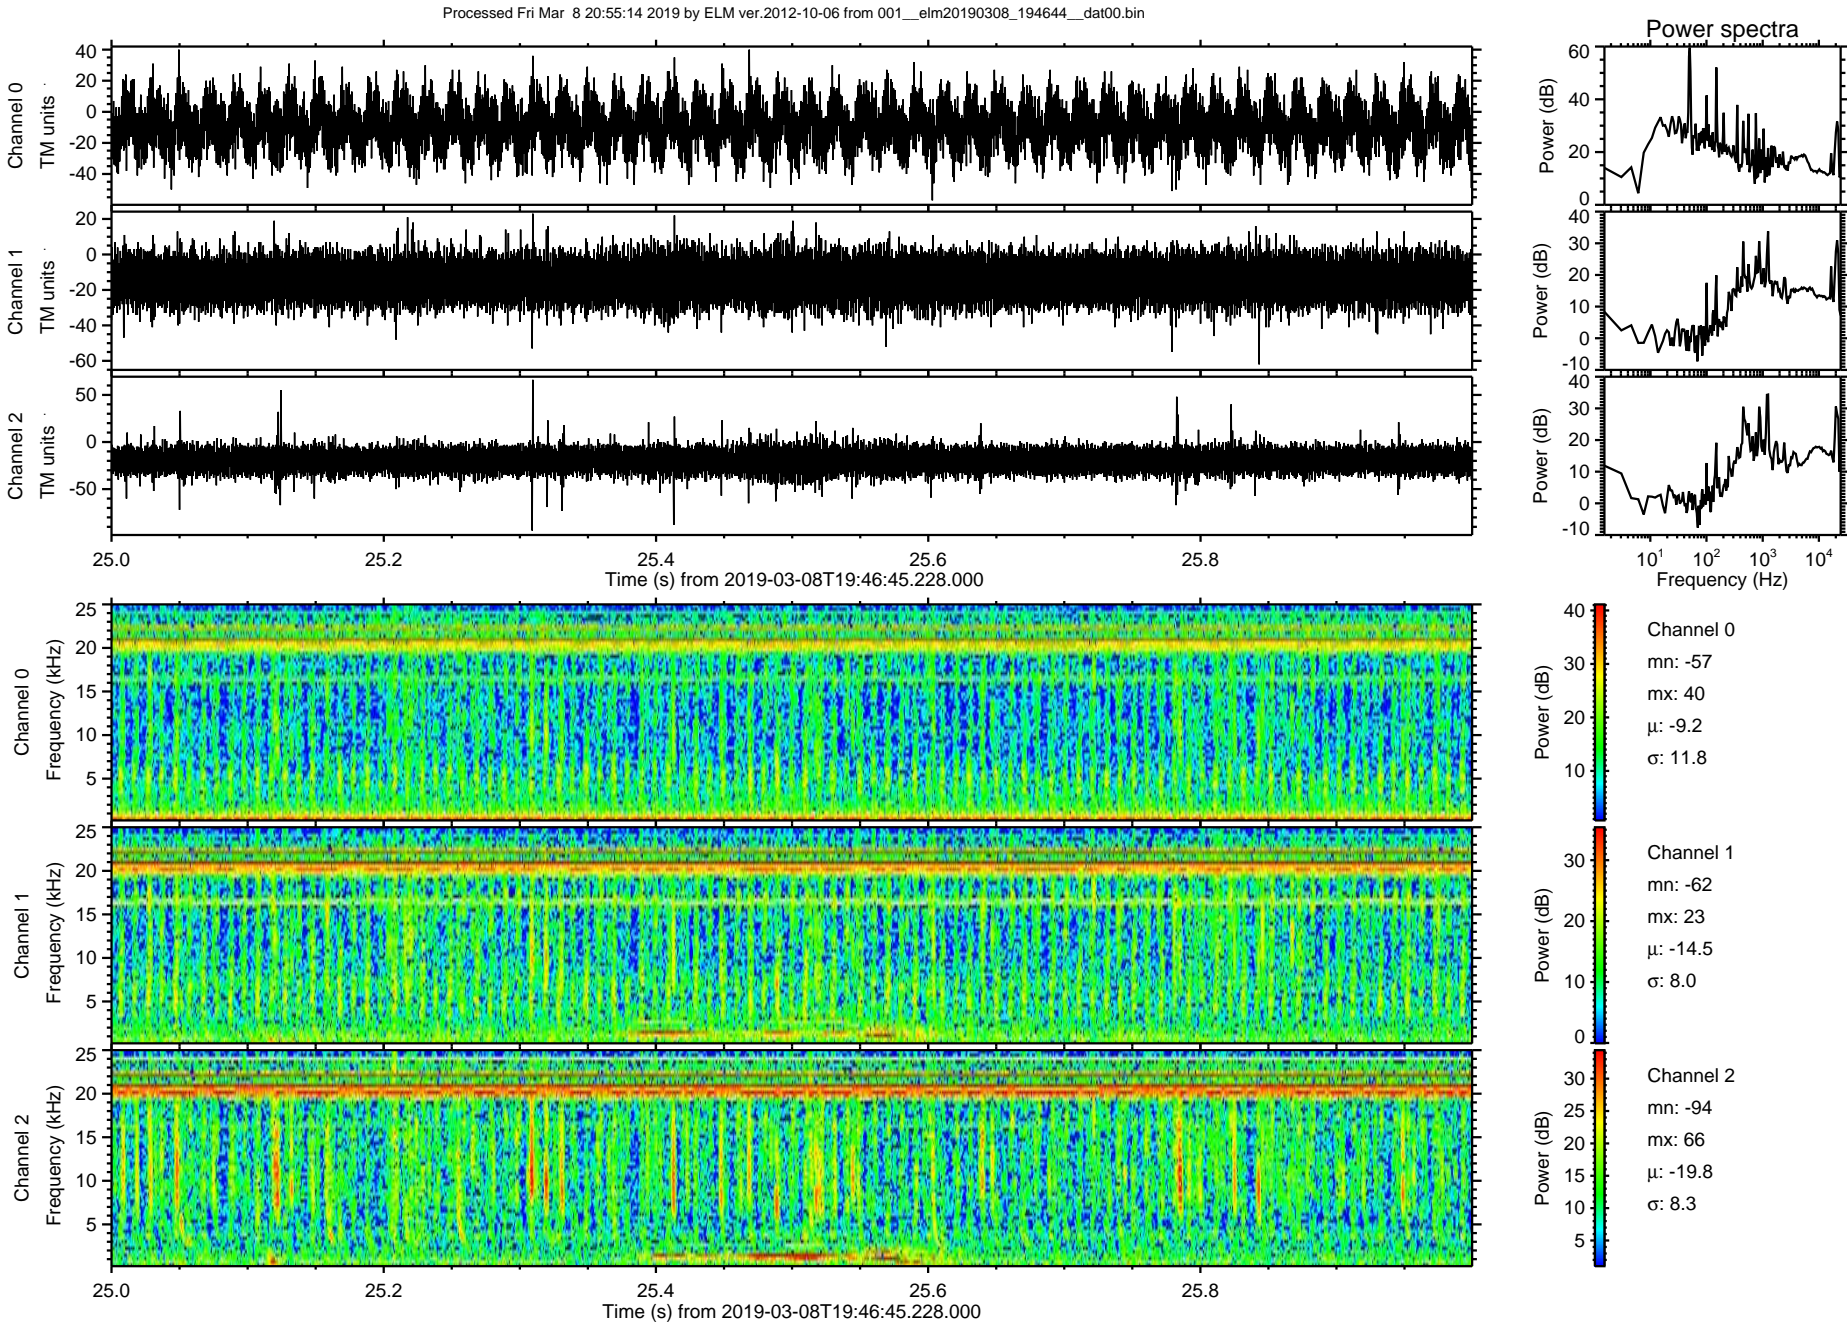 Processed Fri Mar  8 20:55:14 2019 by ELM ver.2012-10-06 from 001__elm20190308_194644__dat00.bin
Power spectra
Channel 0
TM units
40
20
0
-20
-40
Power (dB)
60
40
20
0
Channel 1
TM units
20
0
-20
-40
-60
Power (dB)
40
30
20
10
0
-10
Channel 2
TM units
50
0
-50
Power (dB)
40
30
20
10
0
-10
25.0 25.2 25.4 25.6 25.8
Time (s) from 2019-03-08T19:46:45.228.000
10¹ 10² 10³ 10⁴
Frequency (Hz)
Channel 0
Frequency (kHz)
25
20
15
10
5
Power (dB)
40
30
20
10
Channel 0
mn: -57
mx: 40
μ: -9.2
σ: 11.8
Channel 1
Frequency (kHz)
25
20
15
10
5
Power (dB)
30
20
10
0
Channel 1
mn: -62
mx: 23
μ: -14.5
σ: 8.0
Channel 2
Frequency (kHz)
25
20
15
10
5
Power (dB)
30
25
20
15
10
5
Channel 2
mn: -94
mx: 66
μ: -19.8
σ: 8.3
25.0 25.2 25.4 25.6 25.8
Time (s) from 2019-03-08T19:46:45.228.000